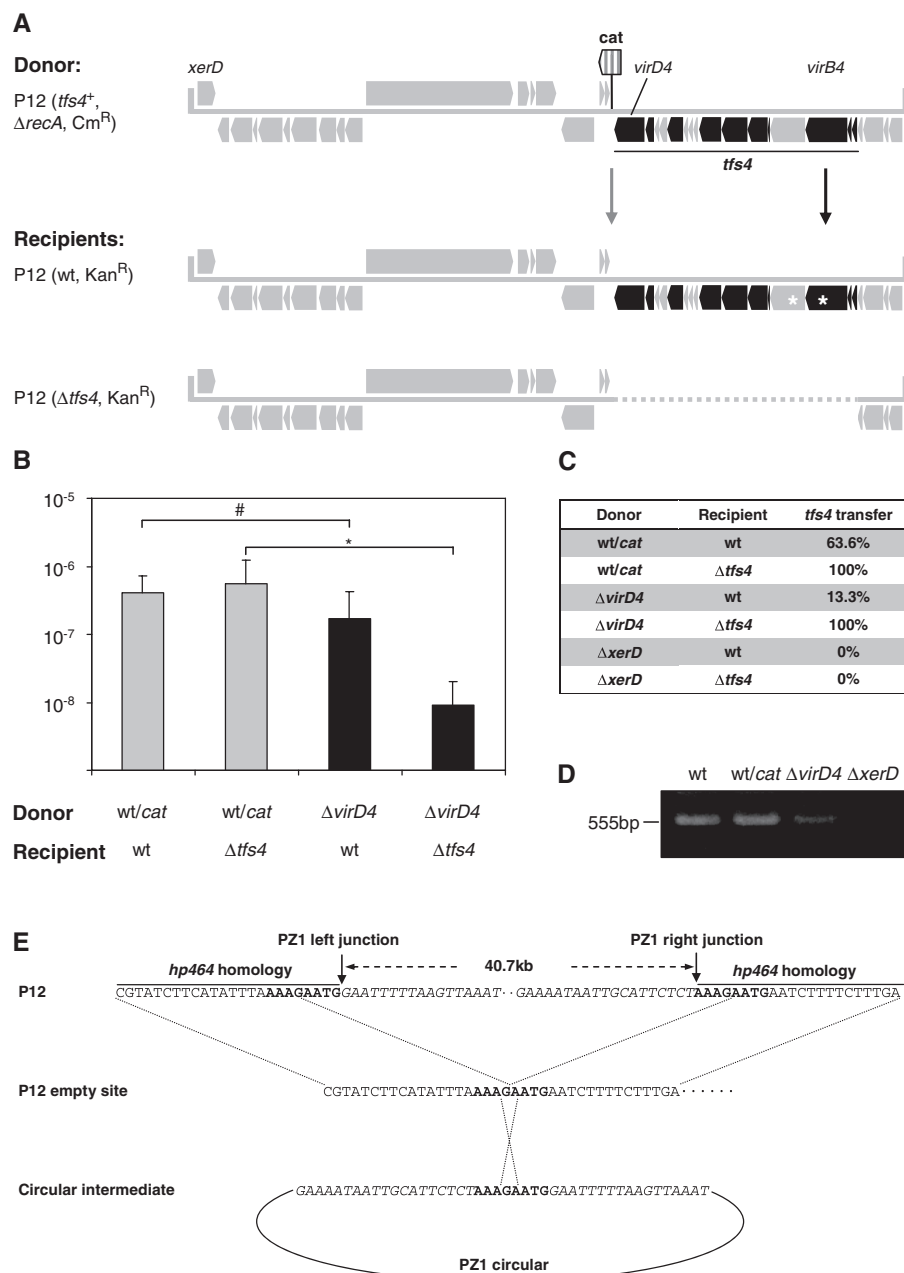 A
Donor:
P12 (tfs4+,
ΔrecA, CmR)
xerD
cat
virD4
virB4
tfs4
Recipients:
P12 (wt, KanR)
*
*
P12 (Δtfs4, KanR)
B
10-5
10-6
10-7
10-8
#
*
Donor wt/cat wt/cat ΔvirD4 ΔvirD4
Recipient wt Δtfs4 wt Δtfs4
C
Donor Recipient tfs4 transfer
wt/cat wt 63.6%
wt/cat Δtfs4 100%
ΔvirD4 wt 13.3%
ΔvirD4 Δtfs4 100%
ΔxerD wt 0%
ΔxerD Δtfs4 0%
D
wt wt/cat ΔvirD4 ΔxerD
555bp
E
PZ1 left junction PZ1 right junction
hp464 homology 40.7kb hp464 homology
P12 CGTATCTTCATATTTAAAAGAATGGAATTTTTAAGTTAAAT··GAAAATAATTGCATTCTCTAAAGAATGAATCTTTTCTTTGA
P12 empty site CGTATCTTCATATTTAAAAGAATGAATCTTTTCTTTGA······
Circular intermediate GAAAATAATTGCATTCTCTAAAGAATGGAATTTTTAAGTTAAAT
PZ1 circular